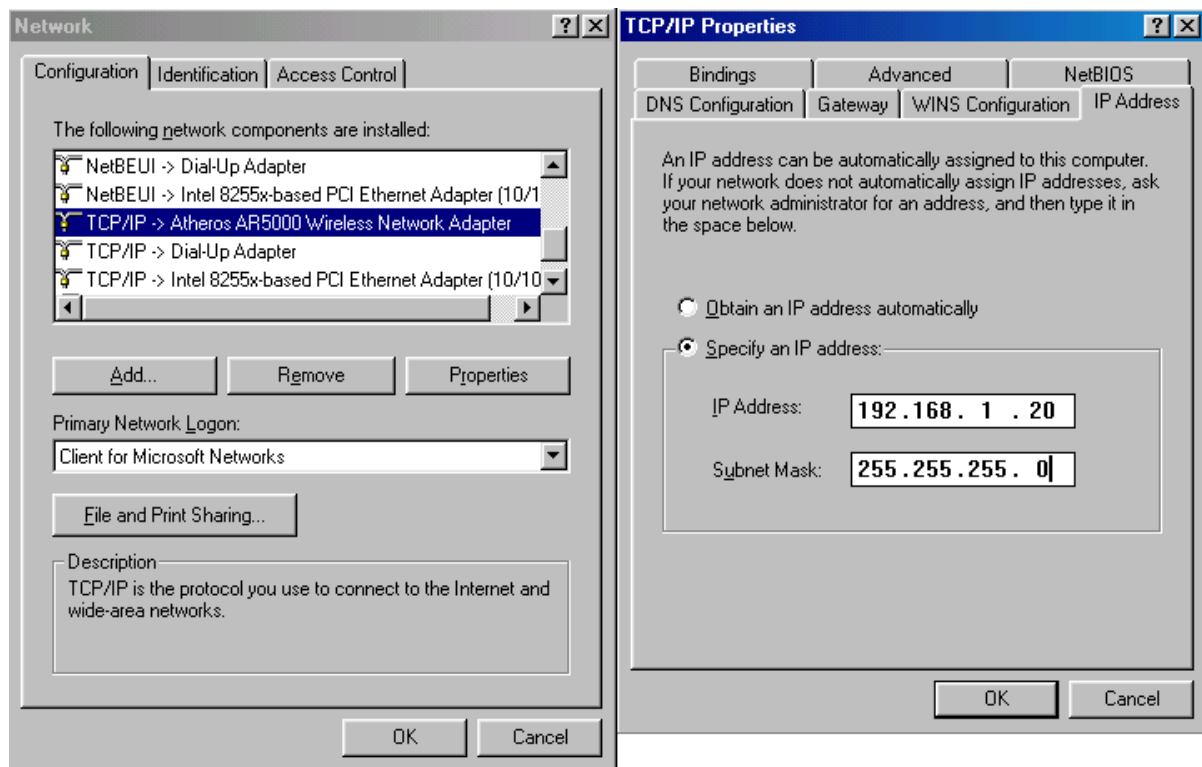 Network
Configuration
Identification
Access Control
The following network components are installed:
NetBEUI -> Dial-Up Adapter
NetBEUI -> Intel 8255x-based PCI Ethernet Adapter (10/1
TCP/IP -> Atheros AR5000 Wireless Network Adapter
TCP/IP -> Dial-Up Adapter
TCP/IP -> Intel 8255x-based PCI Ethernet Adapter (10/10
Add...
Remove
Properties
Primary Network Logon:
Client for Microsoft Networks
File and Print Sharing...
Description
TCP/IP is the protocol you use to connect to the Internet and
wide-area networks.
OK
Cancel
TCP/IP Properties
Bindings
Advanced
NetBIOS
DNS Configuration
Gateway
WINS Configuration
IP Address
An IP address can be automatically assigned to this computer.
If your network does not automatically assign IP addresses, ask
your network administrator for an address, and then type it in
the space below.
Obtain an IP address automatically
Specify an IP address:
IP Address:
192.168. 1 . 20
Subnet Mask:
255.255.255. 0
OK
Cancel